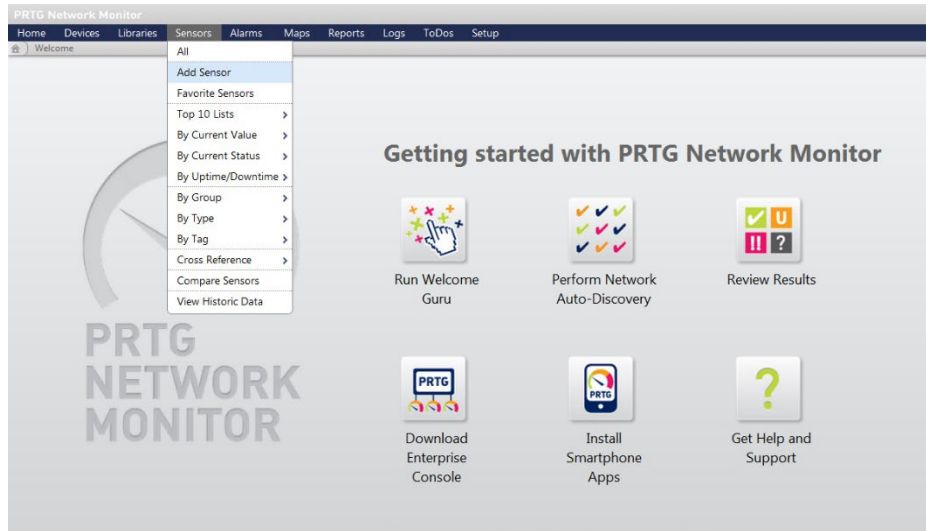 PRTG Network Monitor
Home Devices Libraries Sensors Alarms Maps Reports Logs ToDos Setup
Welcome
All
Add Sensor
Favorite Sensors
Top 10 Lists
By Current Value
By Current Status
By Uptime/Downtime
By Group
By Type
By Tag
Cross Reference
Compare Sensors
View Historic Data
PRTG
NETWORK
MONITOR
Getting started with PRTG Network Monitor
Run Welcome
Guru
Perform Network
Auto-Discovery
U
!! ?
Review Results
PRTG
Download
Enterprise
Console
PRTG
Install
Smartphone
Apps
?
Get Help and
Support